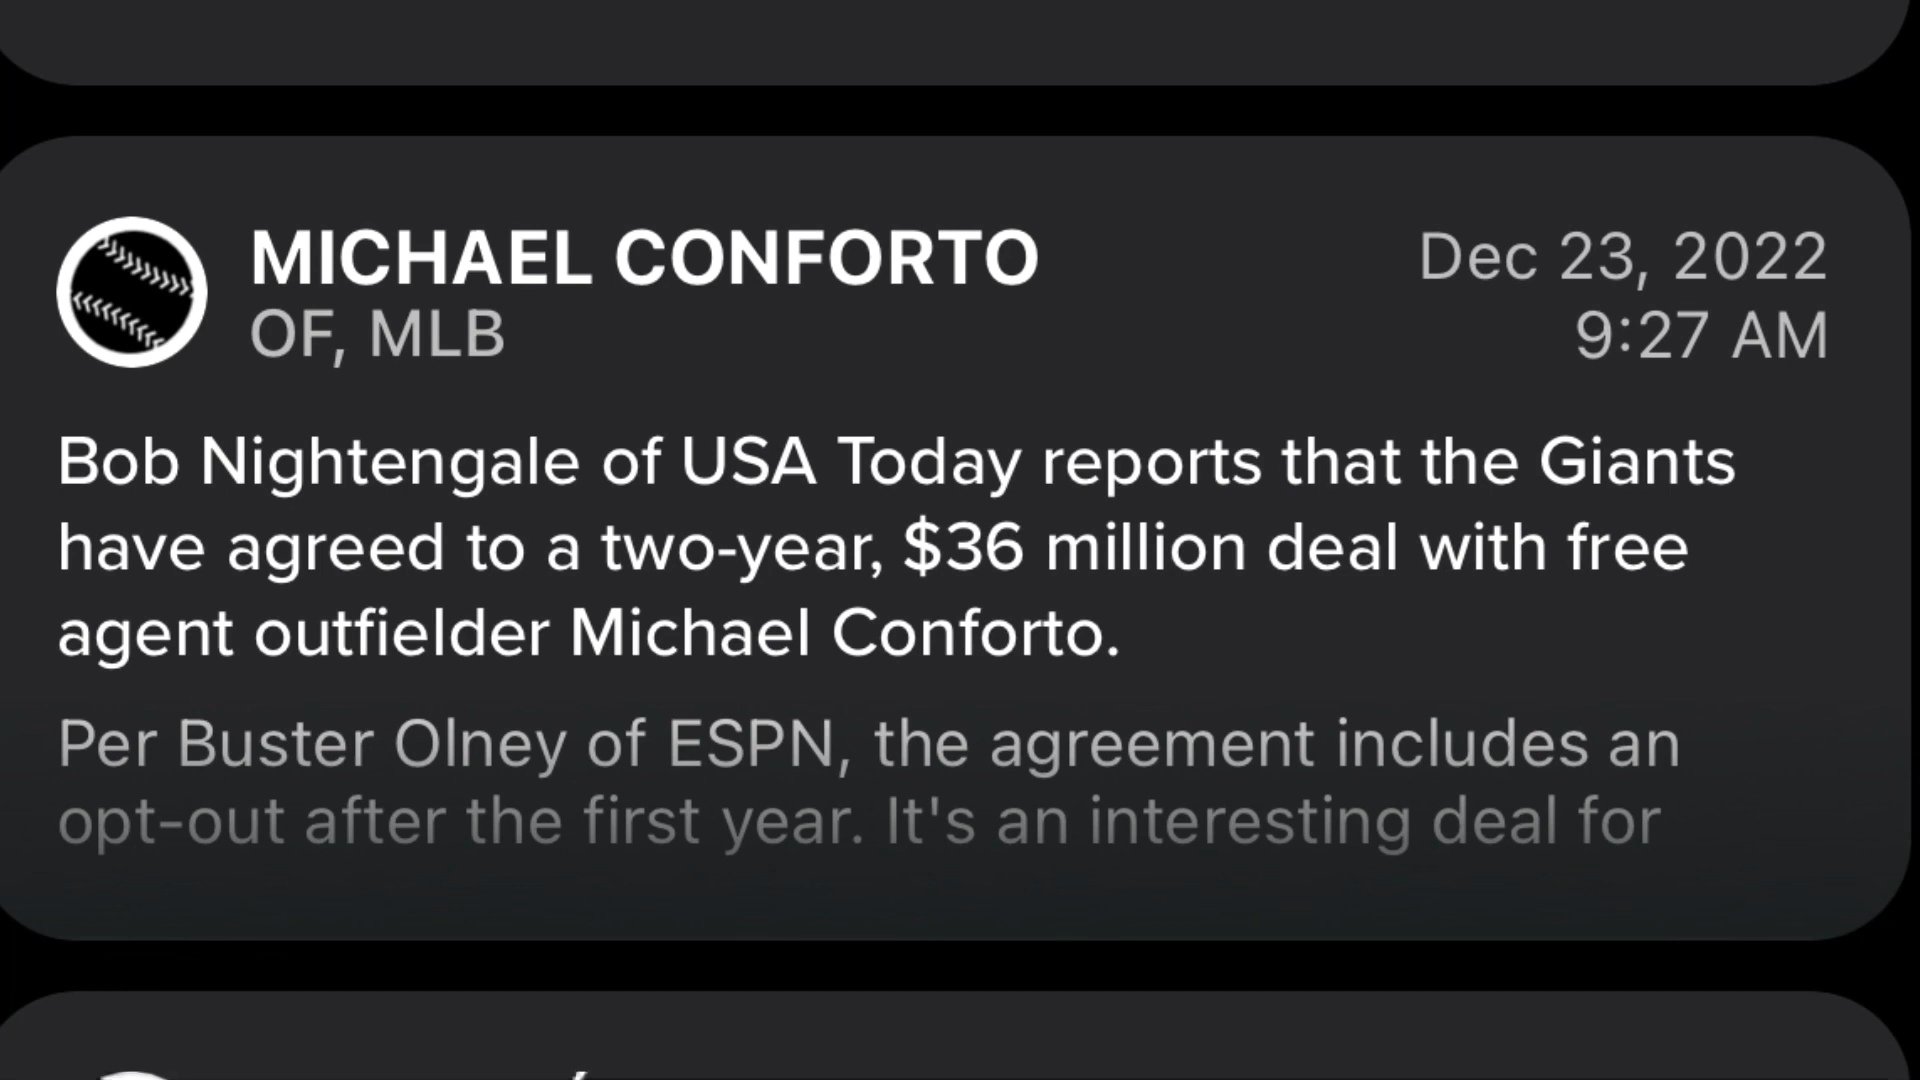 MICHAEL CONFORTO
Dec 23, 2022
OF, MLB
9:27 AM
Bob Nightengale of USA Today reports that the Giants
have agreed to a two-year, $36 million deal with free
agent outfielder Michael Conforto.
Per Buster Olney of ESPN, the agreement includes an
opt-out after the first year. It's an interesting deal for